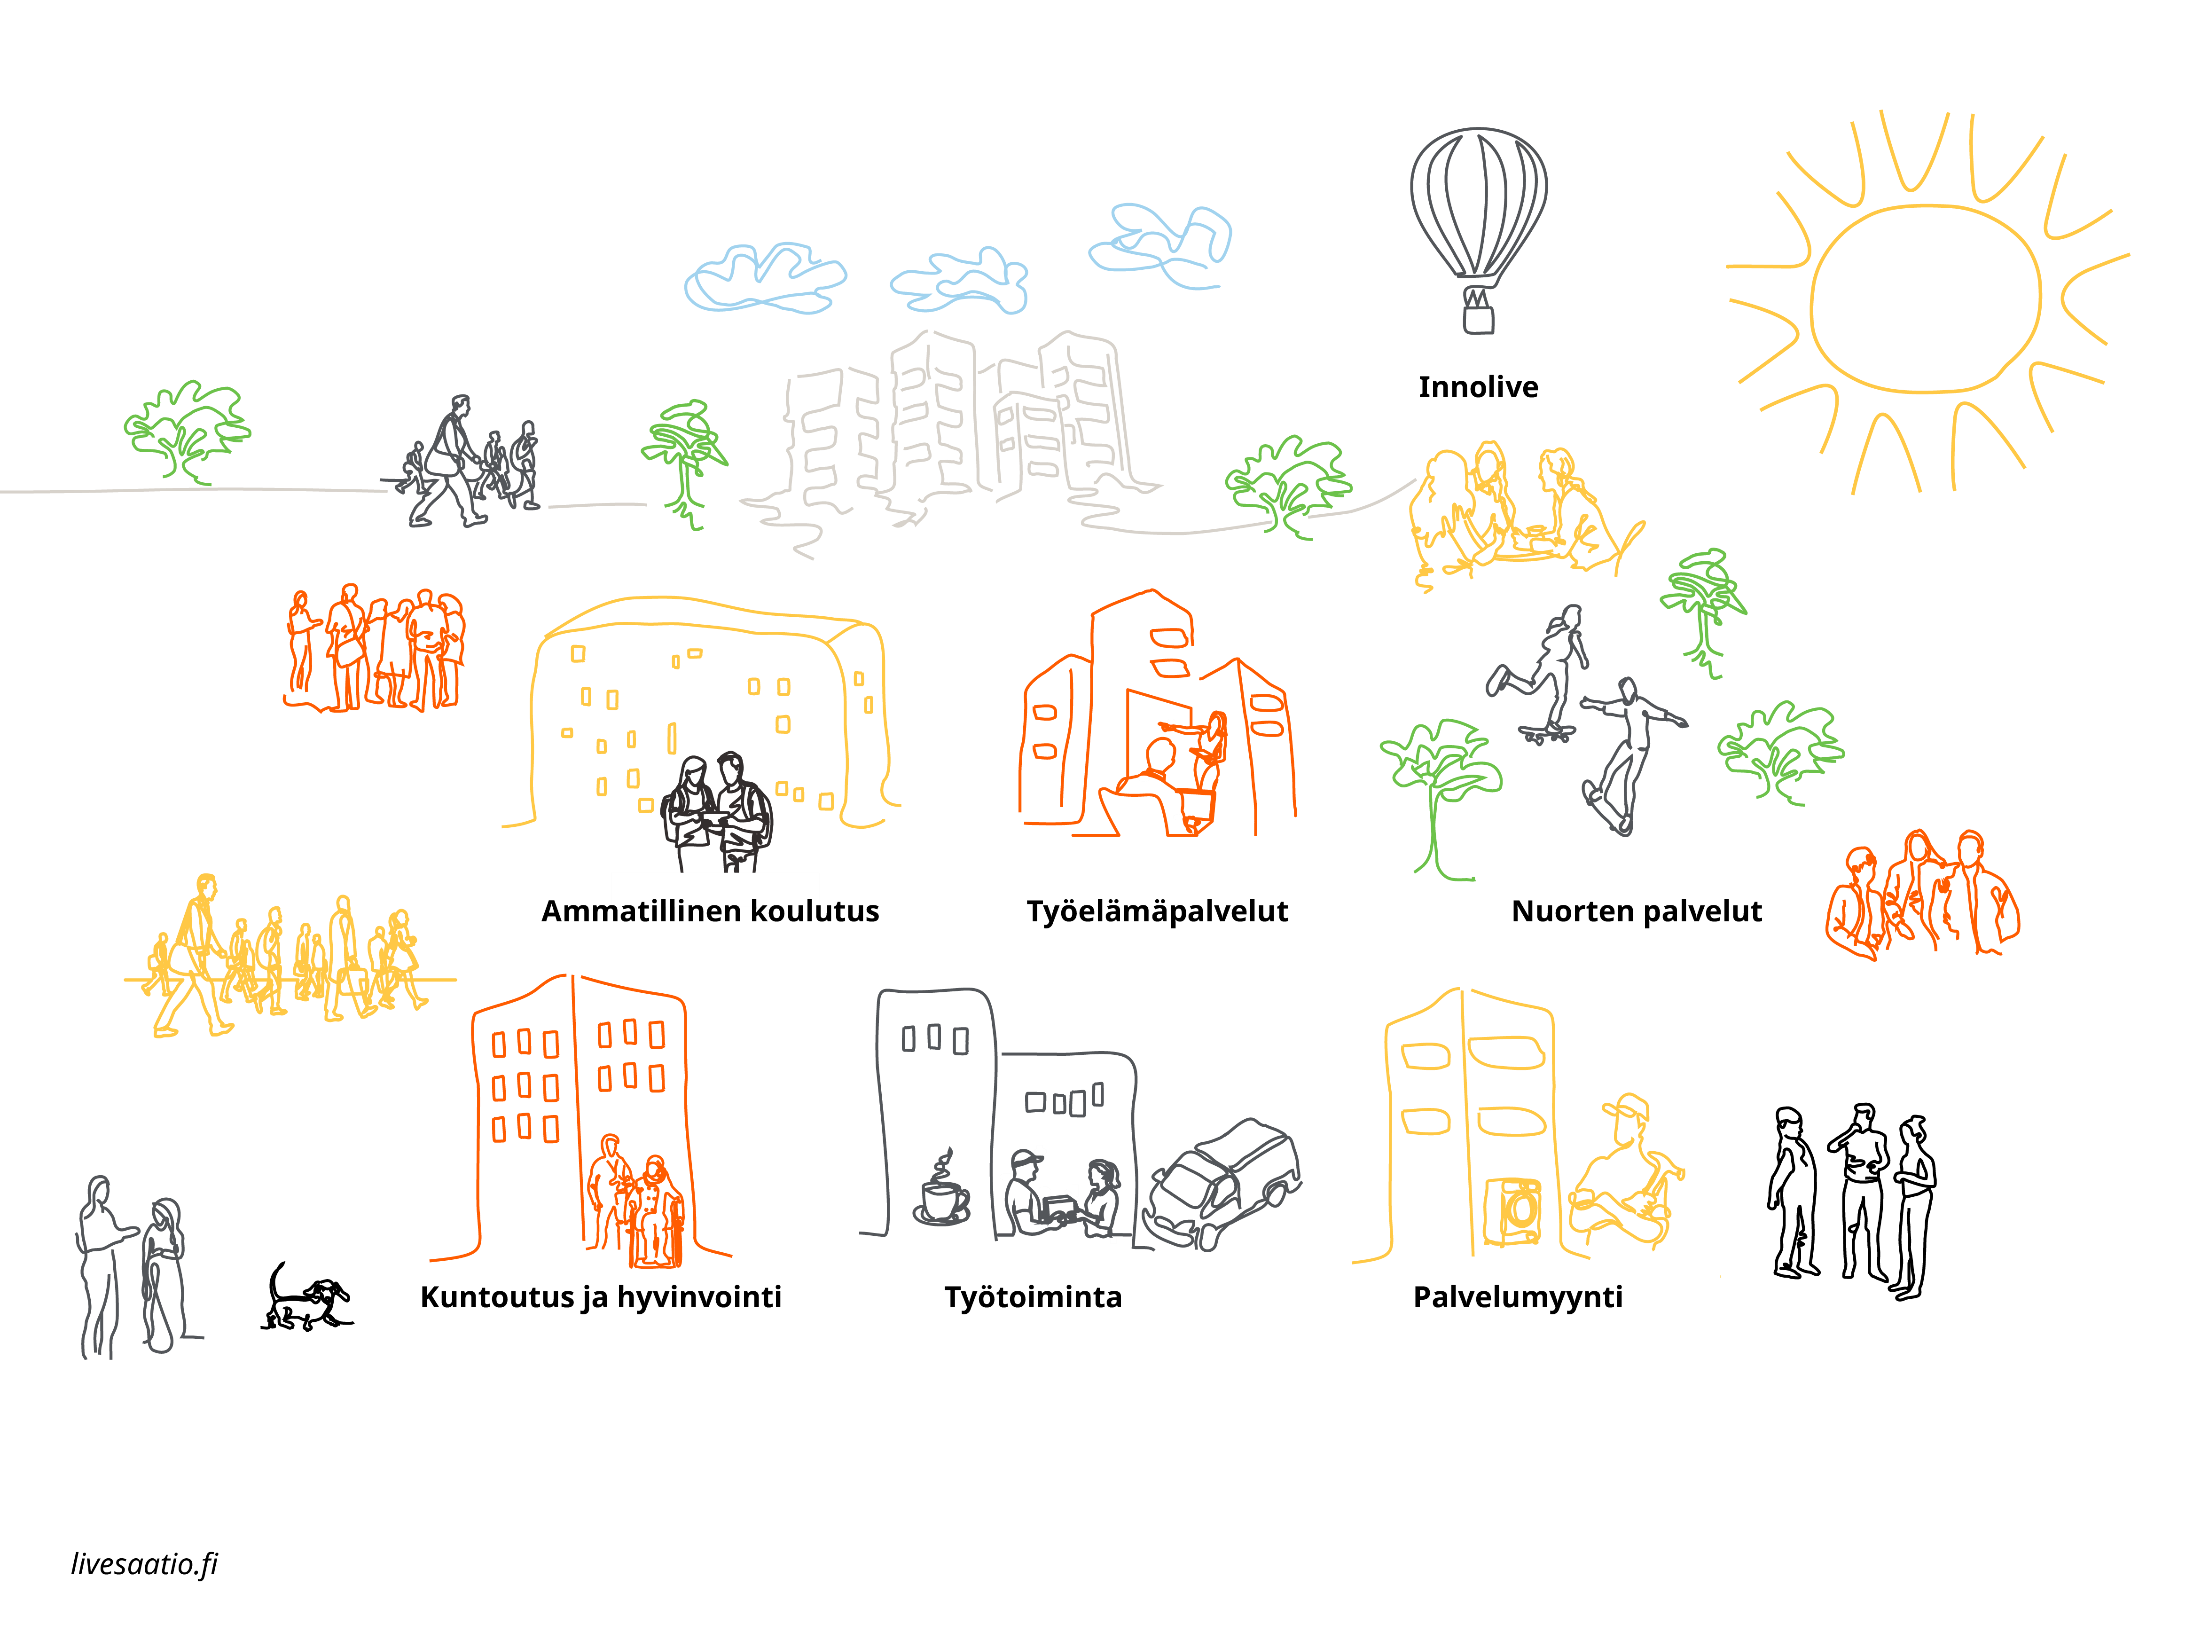 Innolive
Ammatillinen koulutus
Työelämäpalvelut
Nuorten palvelut
Kuntoutus ja hyvinvointi
Työtoiminta
Palvelumyynti
livesaatio.fi